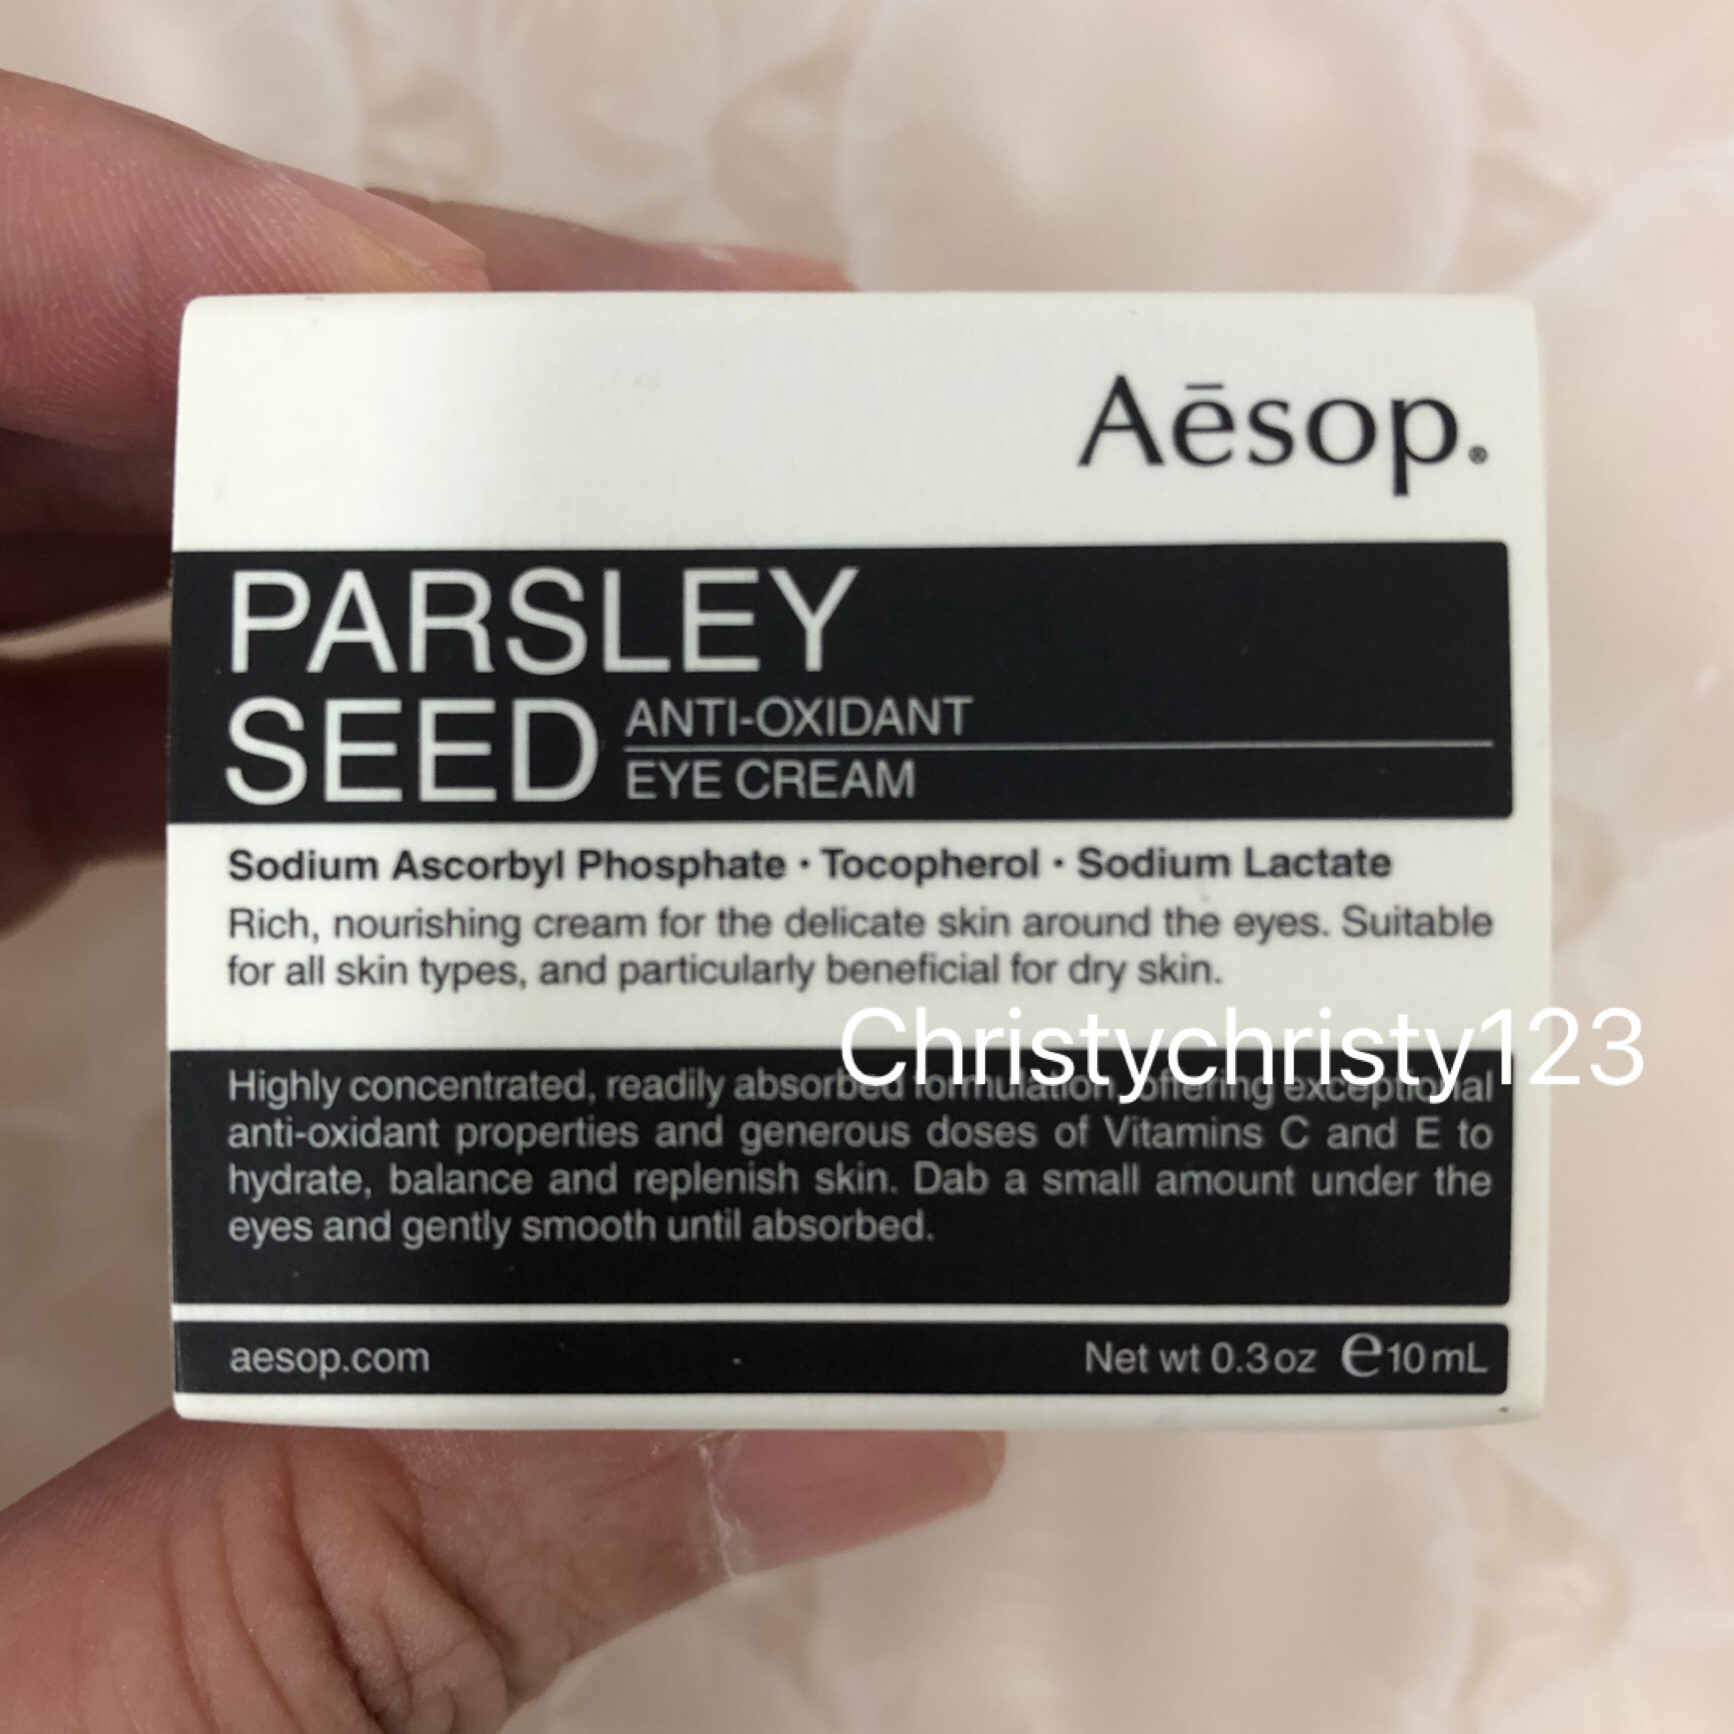 Aēsop.®
PARSLEY
SEED ANTI-OXIDANT
EYE CREAM
Sodium Ascorbyl Phosphate · Tocopherol · Sodium Lactate
Rich, nourishing cream for the delicate skin around the eyes. Suitable
for all skin types, and particularly beneficial for dry skin.
Christychristy123
Highly concentrated, readily absorbed formulation, offering exceptional
anti-oxidant properties and generous doses of Vitamins C and E to
hydrate, balance and replenish skin. Dab a small amount under the
eyes and gently smooth until absorbed.
aesop.com Net wt 0.3 oz ℮10 mL